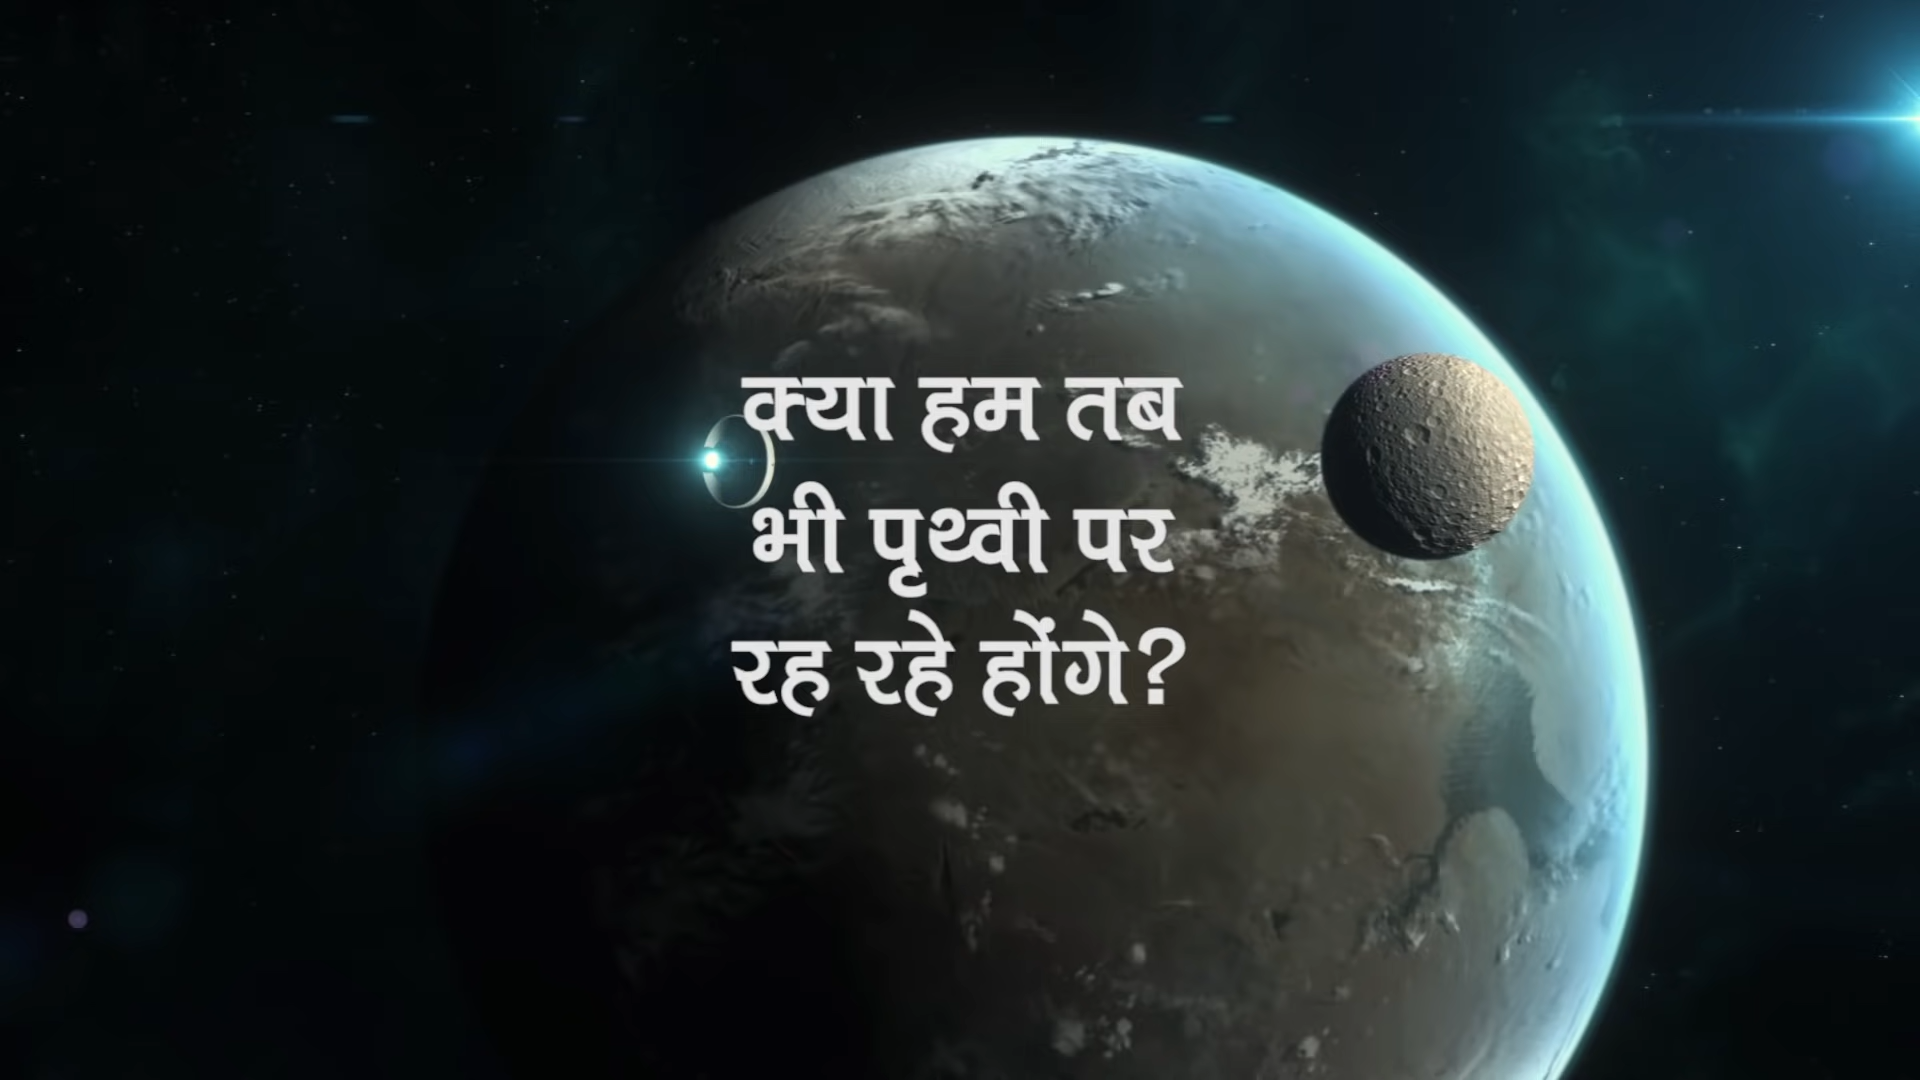 क्या हम तब
भी पृथ्वी पर
रह रहे होंगे?